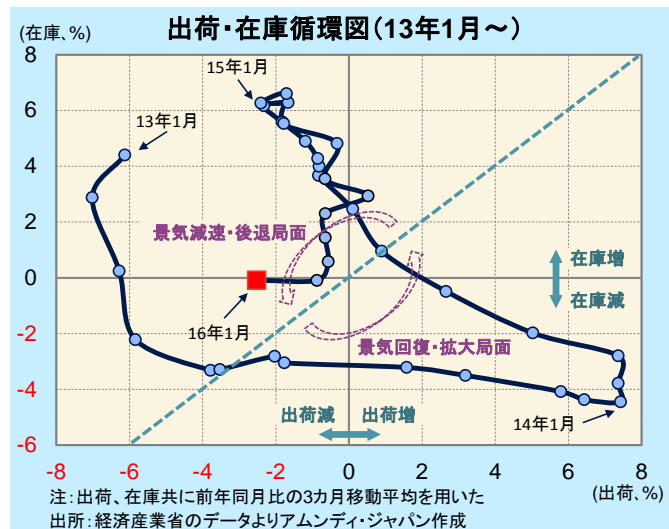 出荷・在庫循環図(13年1月～)
(在庫、%)
8
6
4
2
0
-2
-4
-6
15年1月
13年1月
景気減速・後退局面
16年1月
在庫増
在庫減
景気回復・拡大局面
出荷減
出荷増
14年1月
-8
-6
-4
-2
0
2
4
6
8
(出荷、%)
注:出荷、在庫共に前年同月比の3カ月移動平均を用いた
出所:経済産業省のデータよりアムンディ・ジャパン作成